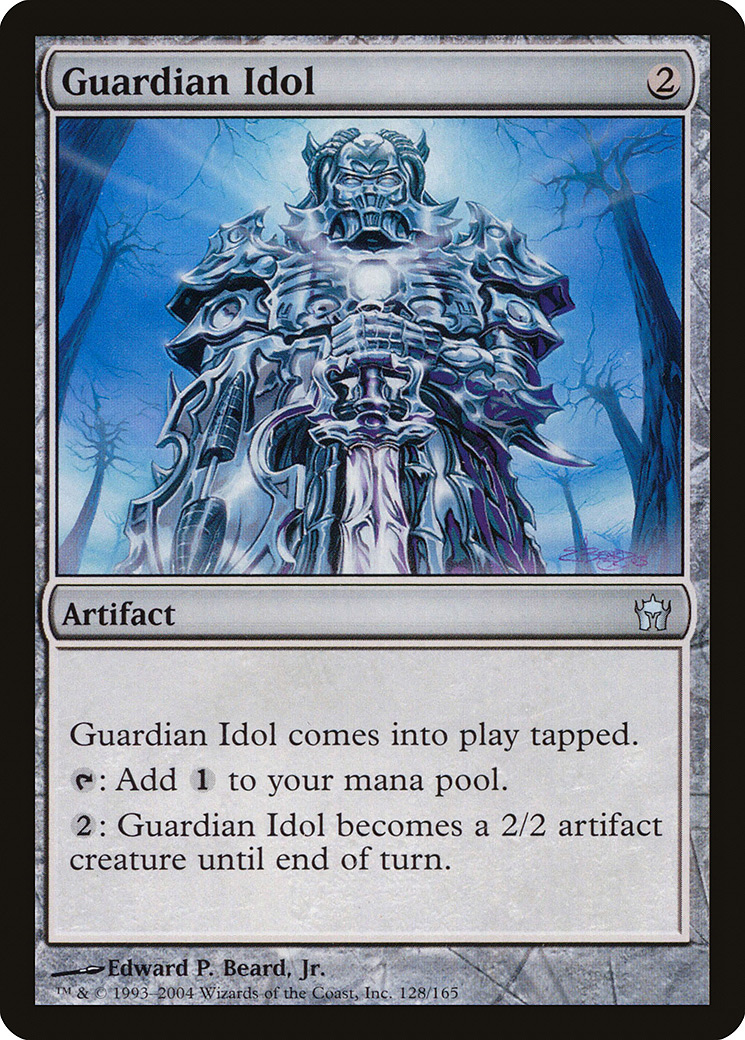 Guardian Idol
2
Artifact
Guardian Idol comes into play tapped.
: Add 1 to your mana pool.
2: Guardian Idol becomes a 2/2 artifact
creature until end of turn.
Edward P. Beard, Jr.
™ & © 1993–2004 Wizards of the Coast, Inc. 128/165